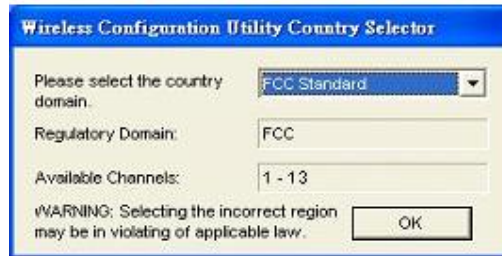 Wireless Configuration Utility Country Selector
Please select the country
domain.
FCC Standard
Regulatory Domain:
FCC
Available Channels:
1 - 13
WARNING: Selecting the incorrect region
may be in violating of applicable law.
OK